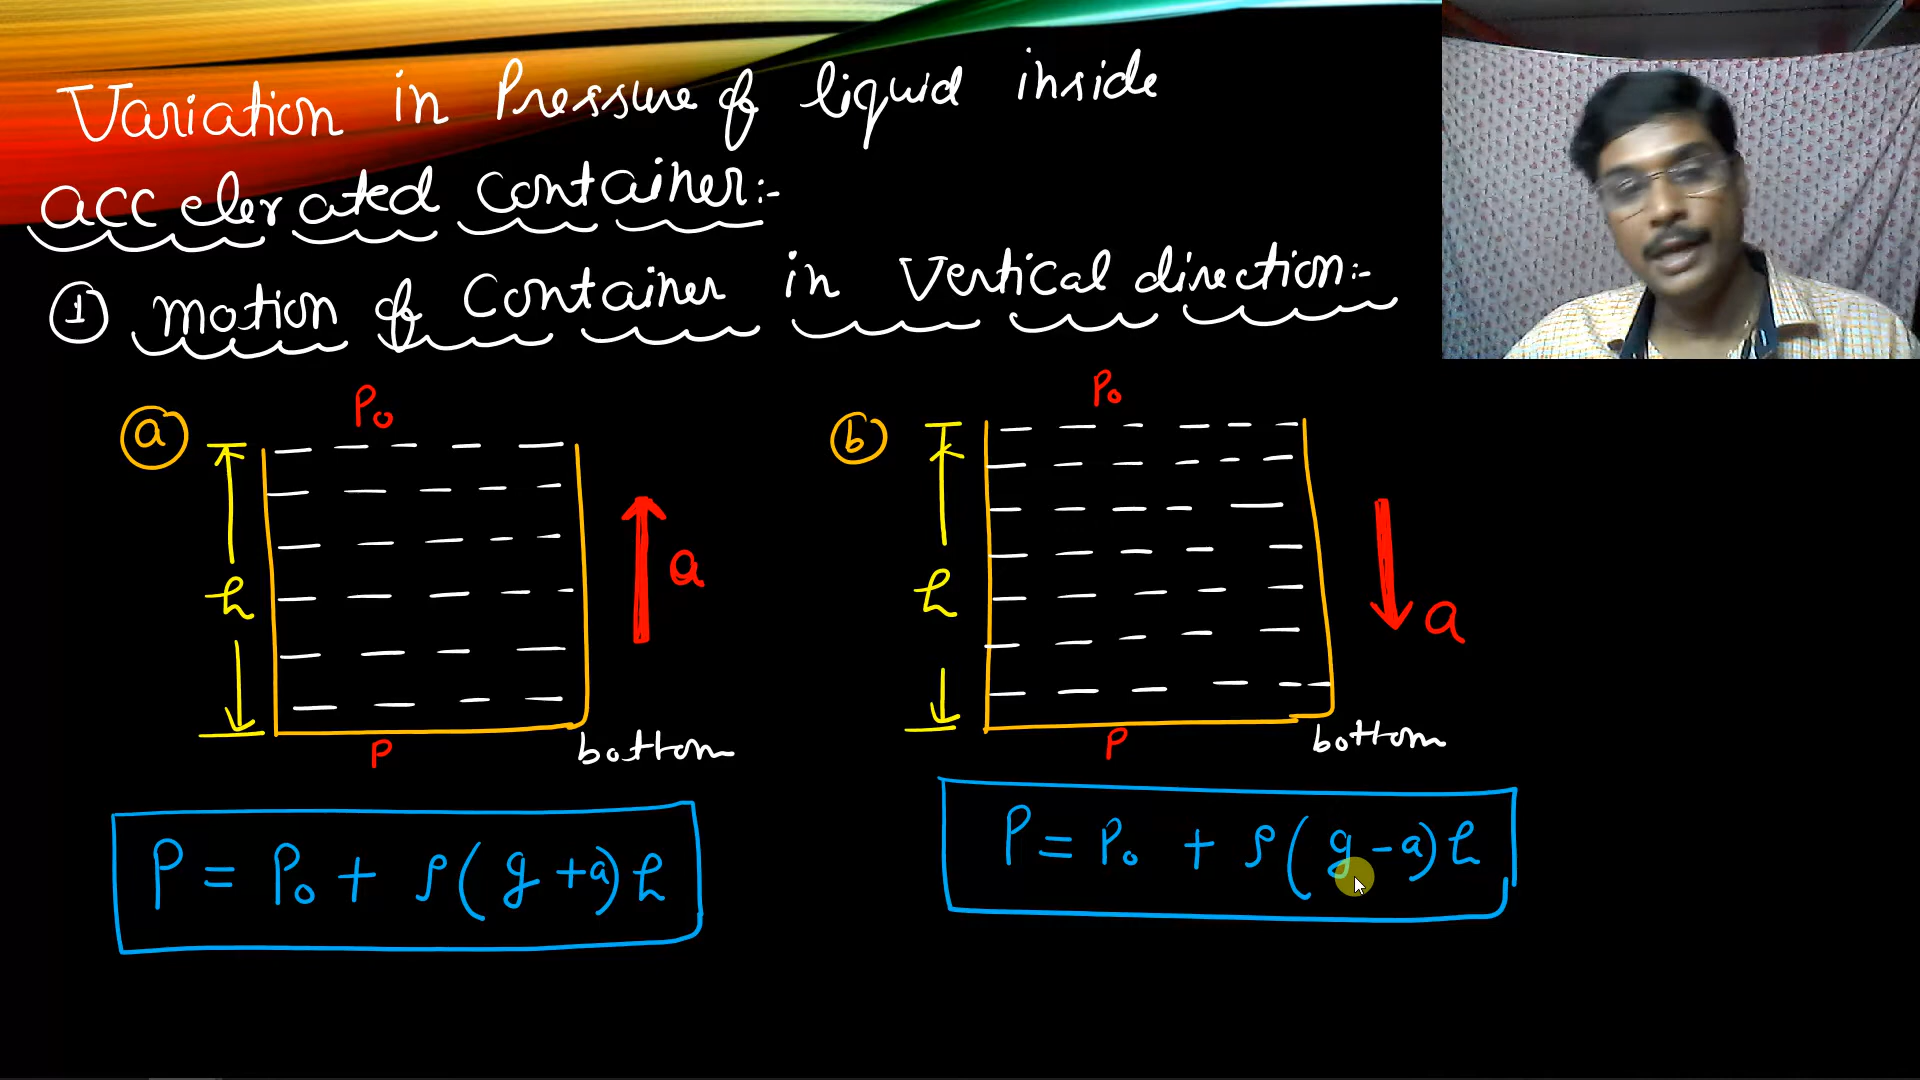 Variation in Pressure of liquid inside
accelerated container:-
① motion of Container in Vertical direction:-
ⓐ P₀
h
a
P bottom
ⓑ P₀
h
a
P bottom
P = P₀ + ρ(g+a)h
P = P₀ + ρ(g-a)h